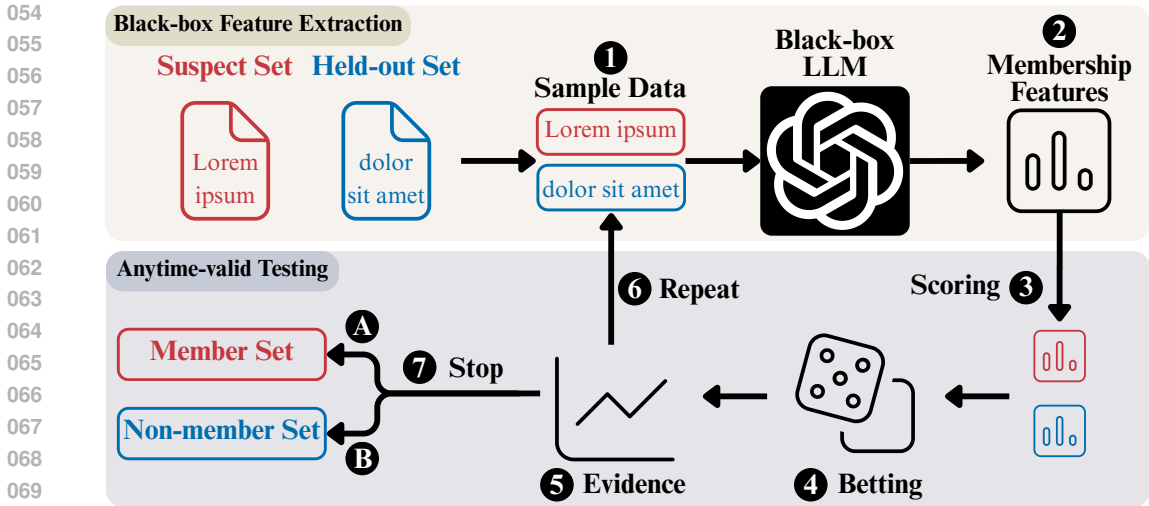 054
055
056
057
058
059
060
061
062
063
064
065
066
067
068
069
Black-box Feature Extraction
Suspect Set
Held-out Set
Lorem
ipsum
dolor
sit amet
1
Sample Data
Lorem ipsum
dolor sit amet
Black-box
LLM
2
Membership
Features
Anytime-valid Testing
Scoring 3
4 Betting
5 Evidence
6 Repeat
7 Stop
A
Member Set
Non-member Set
B